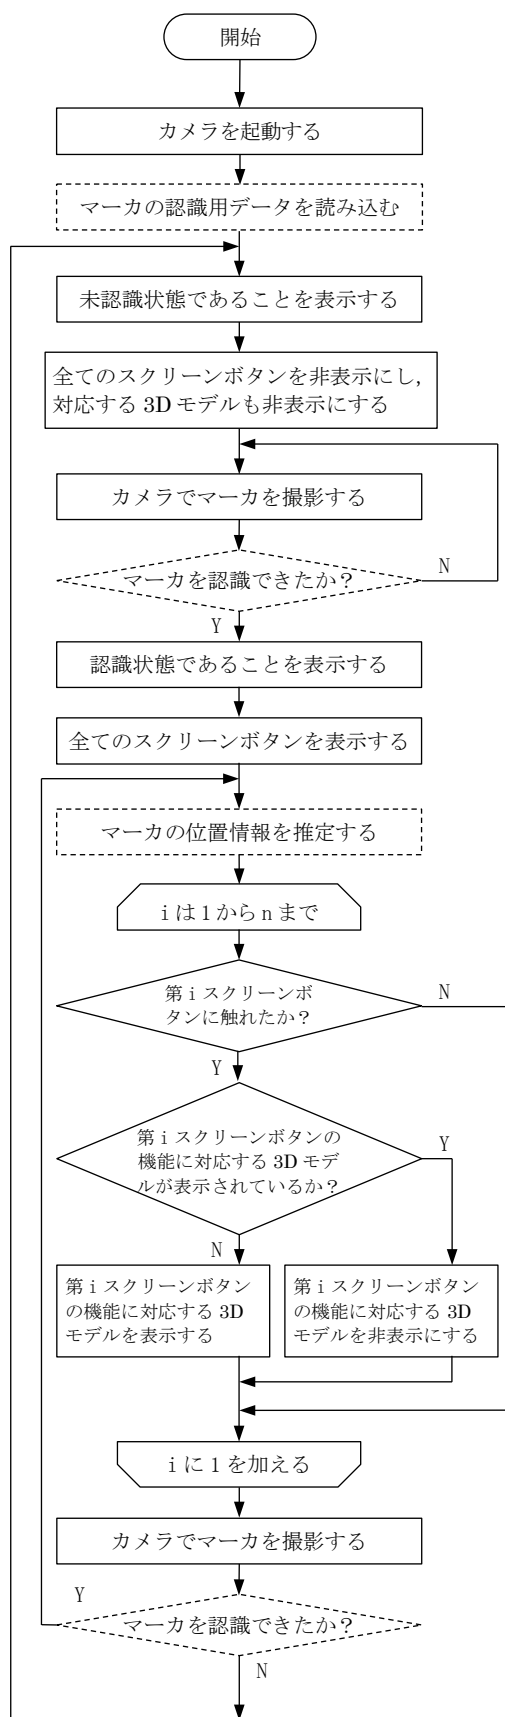 開始
カメラを起動する
マーカの認識用データを読み込む
未認識状態であることを表示する
全てのスクリーンボタンを非表示にし，
対応する 3D モデルも非表示にする
カメラでマーカを撮影する
マーカを認識できたか？
N
Y
認識状態であることを表示する
全てのスクリーンボタンを表示する
マーカの位置情報を推定する
i は 1 から n まで
第 i スクリーンボ
タンに触れたか？
N
Y
第 i スクリーンボタンの
機能に対応する 3D モデ
ルが表示されているか？
Y
N
第 i スクリーンボタン
の機能に対応する 3D
モデルを表示する
第 i スクリーンボタン
の機能に対応する 3D
モデルを非表示にする
i に 1 を加える
カメラでマーカを撮影する
Y
マーカを認識できたか？
N